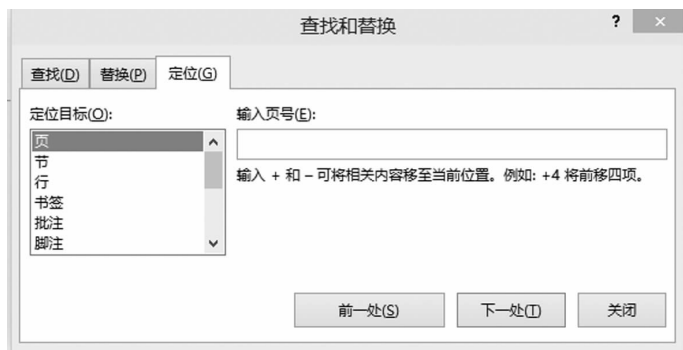 查找和替换
? ×
查找(D) 替换(P) 定位(G)
定位目标(O):
页
节
行
书签
批注
脚注
输入页号(E):
输入 + 和 – 可将相关内容移至当前位置。例如: +4 将前移四项。
前一处(S) 下一处(T) 关闭